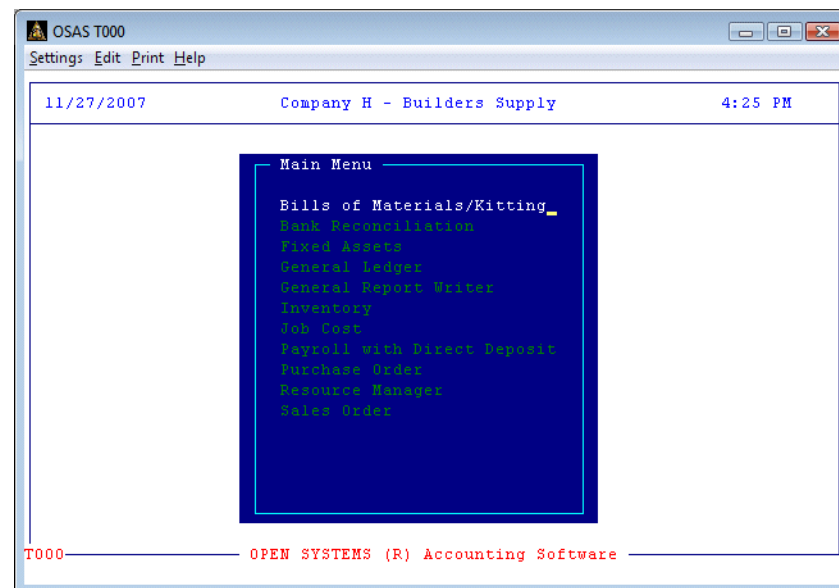 OSAS T000
Settings Edit Print Help
11/27/2007 Company H - Builders Supply 4:25 PM
Main Menu
Bills of Materials/Kitting
Bank Reconciliation
Fixed Assets
General Ledger
General Report Writer
Inventory
Job Cost
Payroll with Direct Deposit
Purchase Order
Resource Manager
Sales Order
T000 OPEN SYSTEMS (R) Accounting Software